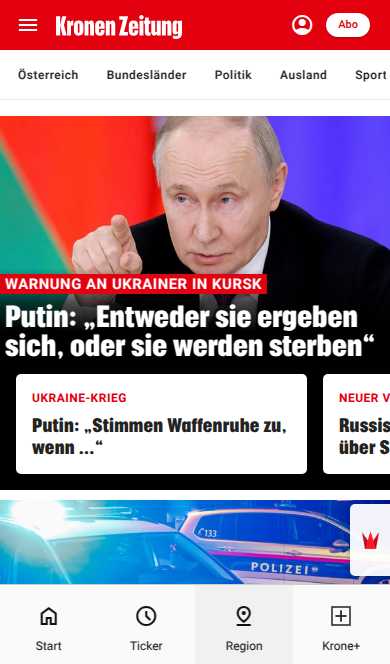 Kronen Zeitung
Abo
Österreich Bundesländer Politik Ausland Sport
WARNUNG AN UKRAINER IN KURSK
Putin: „Entweder sie ergeben
sich, oder sie werden sterben“
UKRAINE-KRIEG
Putin: „Stimmen Waffenruhe zu,
wenn ...“
NEUER V
Russis
über S
133
POLIZEI
Start Ticker Region Krone+